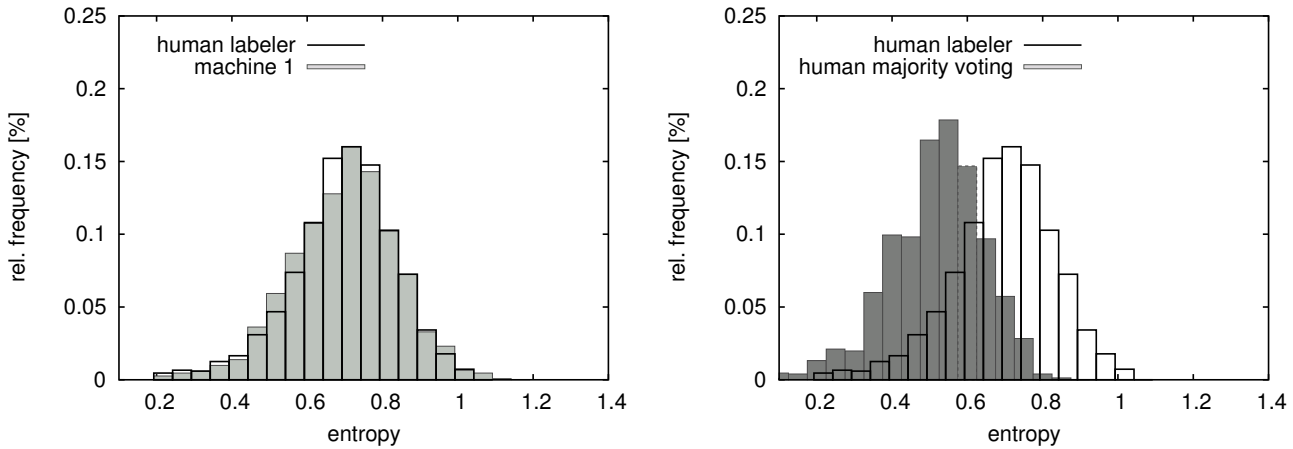 0.25
0.2
0.15
0.1
0.05
0
rel. frequency [%]
human labeler
machine 1
0.2 0.4 0.6 0.8 1 1.2 1.4
entropy
0.25
0.2
0.15
0.1
0.05
0
rel. frequency [%]
human labeler
human majority voting
0.2 0.4 0.6 0.8 1 1.2 1.4
entropy